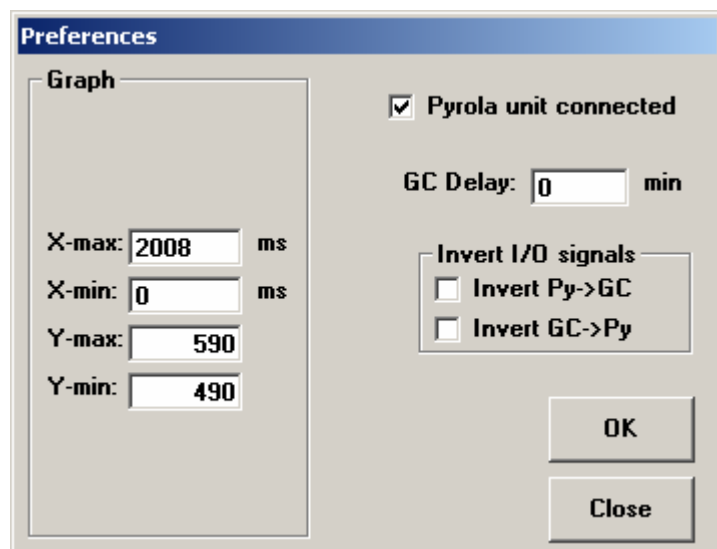 Preferences
Graph
X-max: 2008 ms
X-min: 0 ms
Y-max: 590
Y-min: 490
Pyrola unit connected
GC Delay: 0 min
Invert I/O signals
Invert Py->GC
Invert GC->Py
OK
Close